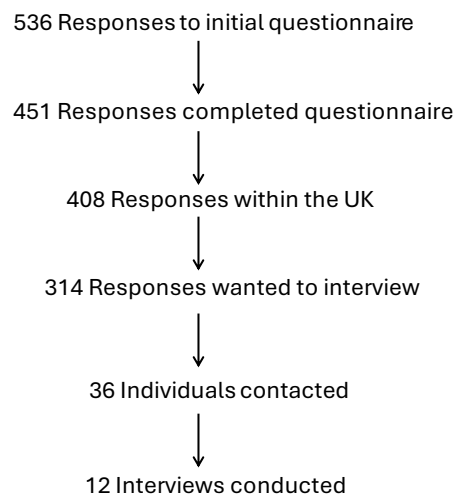 536 Responses to initial questionnaire
451 Responses completed questionnaire
408 Responses within the UK
314 Responses wanted to interview
36 Individuals contacted
12 Interviews conducted